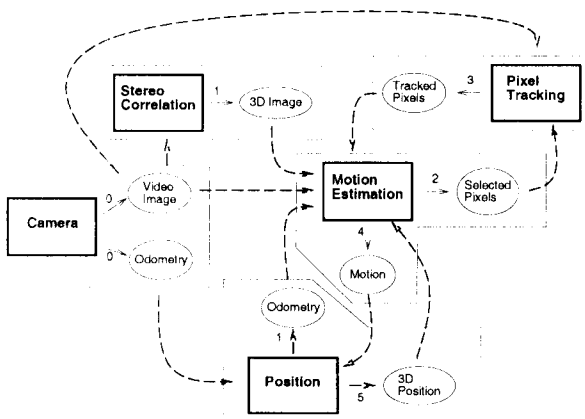 Stereo
Correlation
1
3D Image
Tracked
Pixels
3
Pixel
Tracking
Camera
0
Video
Image
0
Odometry
Motion
Estimation
2
Selected
Pixels
4
Motion
Odometry
1
Position
5
3D
Position